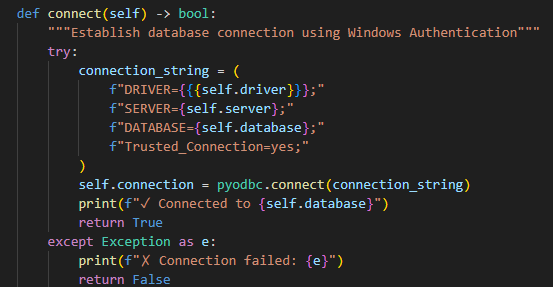 def connect(self) -> bool:
    """Establish database connection using Windows Authentication"""
    try:
        connection_string = (
            f"DRIVER={{{self.driver}}};"
            f"SERVER={self.server};"
            f"DATABASE={self.database};"
            f"Trusted_Connection=yes;"
        )
        self.connection = pyodbc.connect(connection_string)
        print(f"✓ Connected to {self.database}")
        return True
    except Exception as e:
        print(f"✗ Connection failed: {e}")
        return False